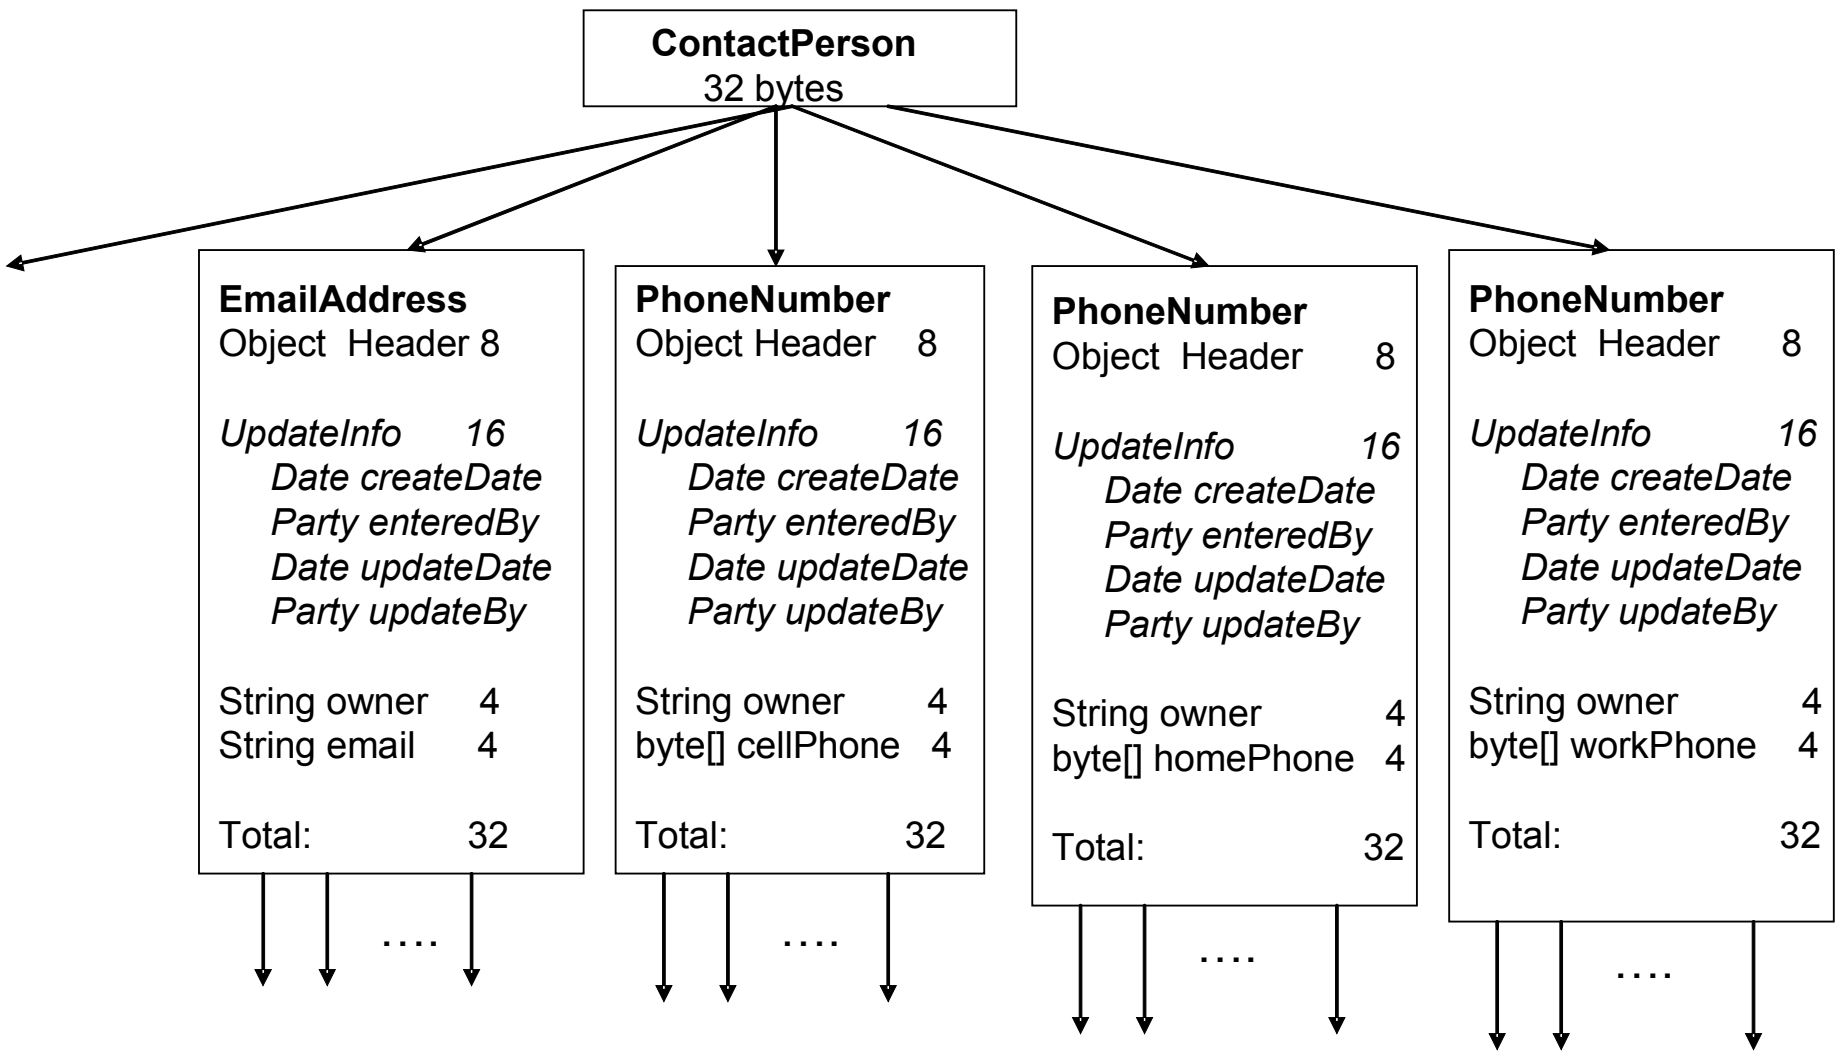 ContactPerson
32 bytes
EmailAddress
Object Header 8
UpdateInfo 16
Date createDate
Party enteredBy
Date updateDate
Party updateBy
String owner 4
String email 4
Total: 32
....
PhoneNumber
Object Header 8
UpdateInfo 16
Date createDate
Party enteredBy
Date updateDate
Party updateBy
String owner 4
byte[] cellPhone 4
Total: 32
....
PhoneNumber
Object Header 8
UpdateInfo 16
Date createDate
Party enteredBy
Date updateDate
Party updateBy
String owner 4
byte[] homePhone 4
Total: 32
....
PhoneNumber
Object Header 8
UpdateInfo 16
Date createDate
Party enteredBy
Date updateDate
Party updateBy
String owner 4
byte[] workPhone 4
Total: 32
....